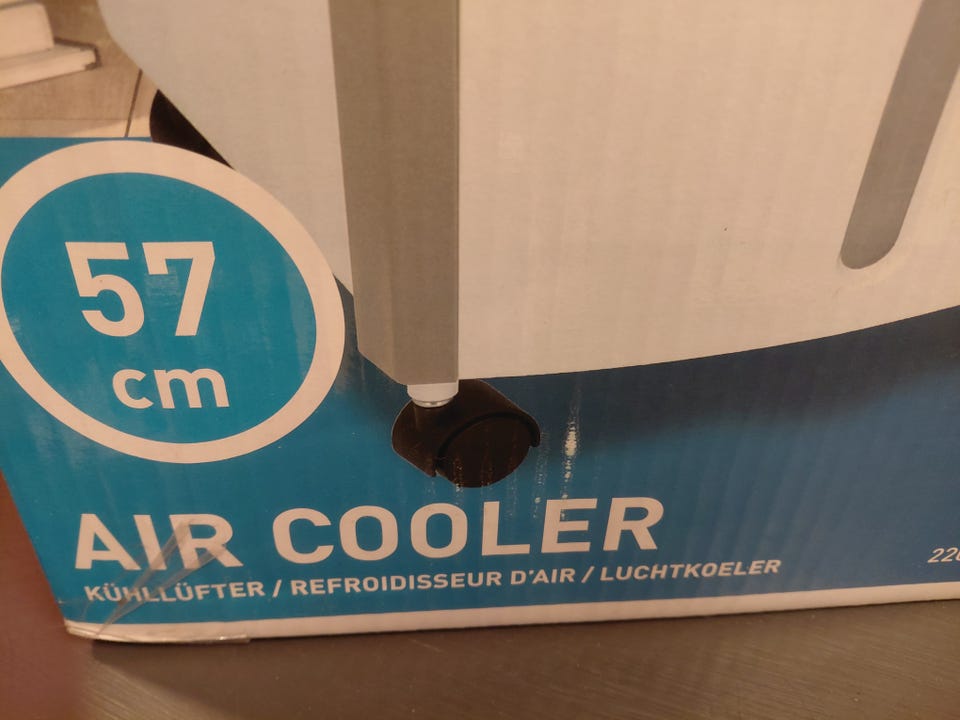 57
cm
AIR COOLER
KÜHLLÜFTER / REFROIDISSEUR D'AIR / LUCHTKOELER